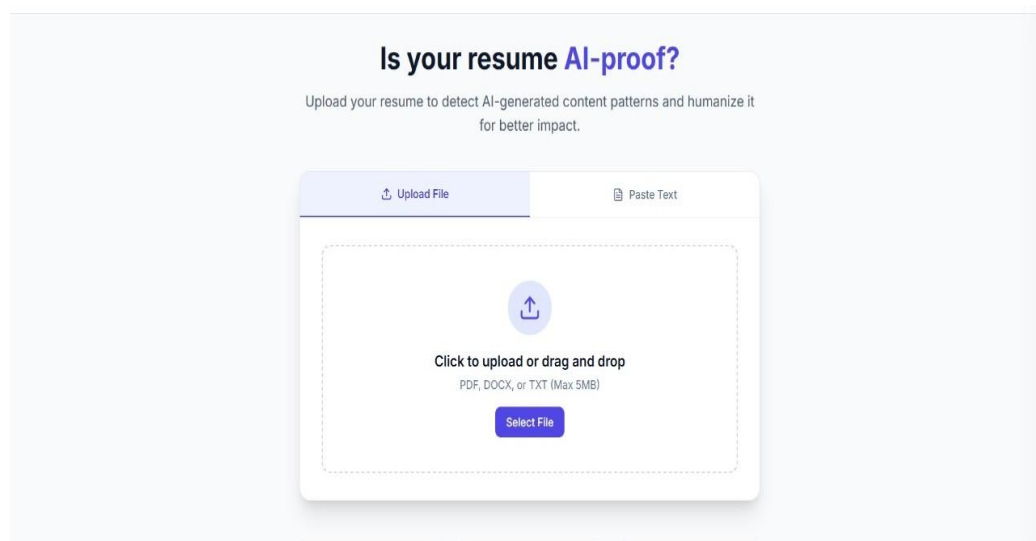 Is your resume AI-proof?
Upload your resume to detect AI-generated content patterns and humanize it
for better impact.
Upload File
Paste Text
Click to upload or drag and drop
PDF, DOCX, or TXT (Max 5MB)
Select File